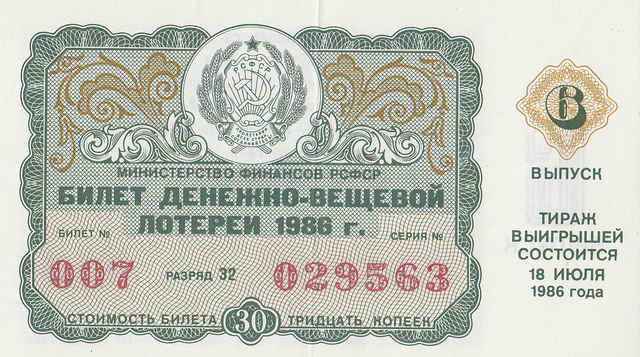 РСФСР
МИНИСТЕРСТВО ФИНАНСОВ РСФСР
БИЛЕТ ДЕНЕЖНО-ВЕЩЕВОЙ
ЛОТЕРЕИ 1986 г.
БИЛЕТ № СЕРИЯ №
007 РАЗРЯД 32 029563
СТОИМОСТЬ БИЛЕТА 30 ТРИДЦАТЬ КОПЕЕК
6
ВЫПУСК
ТИРАЖ
ВЫИГРЫШЕЙ
СОСТОИТСЯ
18 ИЮЛЯ
1986 года